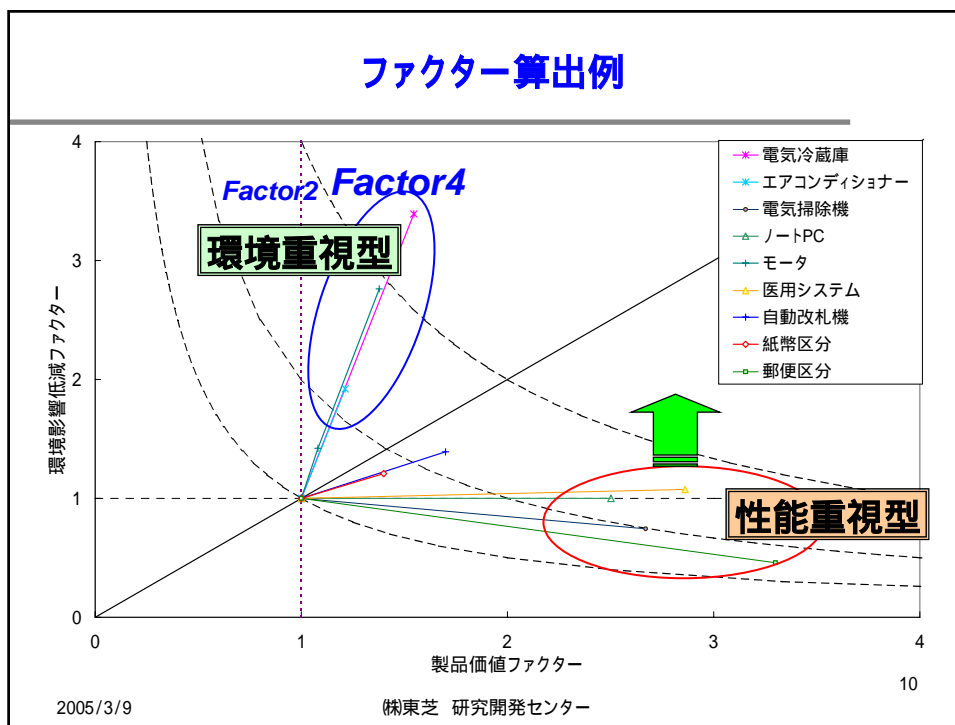 ファクター算出例
4
3
2
1
0
環境影響低減ファクター
Factor2 Factor4
環境重視型
電気冷蔵庫
エアコンディショナー
電気掃除機
ノートPC
モータ
医用システム
自動改札機
紙幣区分
郵便区分
性能重視型
0 1 2 3 4
製品価値ファクター
10
2005/3/9 ㈱東芝 研究開発センター